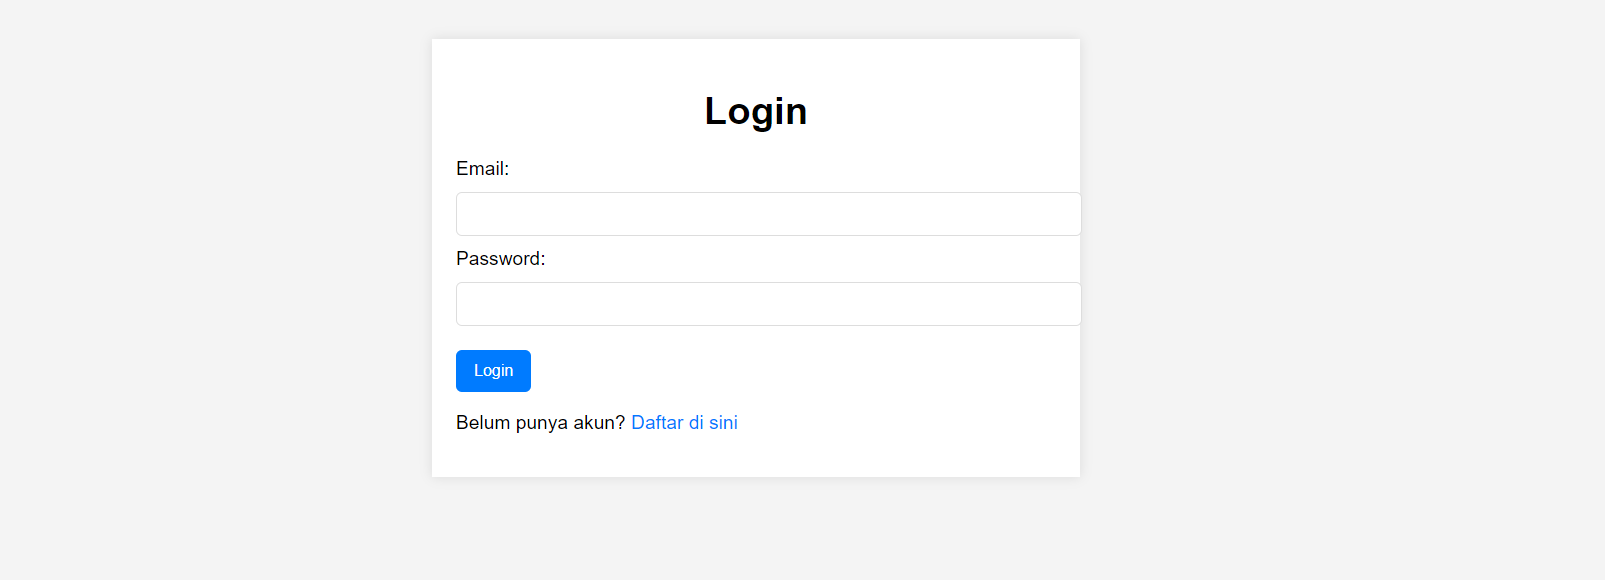 Login
Email:
Password:
Login
Belum punya akun? Daftar di sini